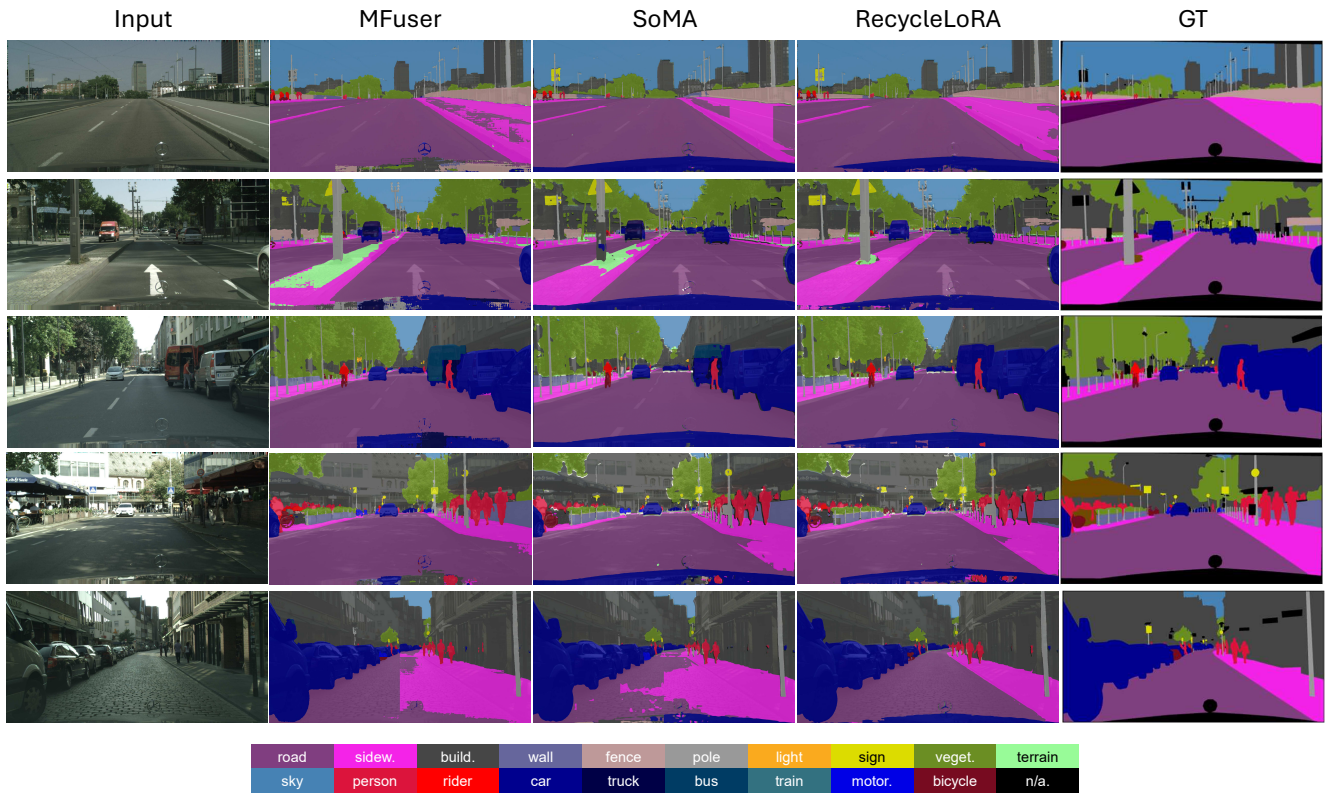 Input MFuser SoMA RecycleLoRA GT
road sidew. build. wall fence pole light sign veget. terrain
sky person rider car truck bus train motor. bicycle n/a.